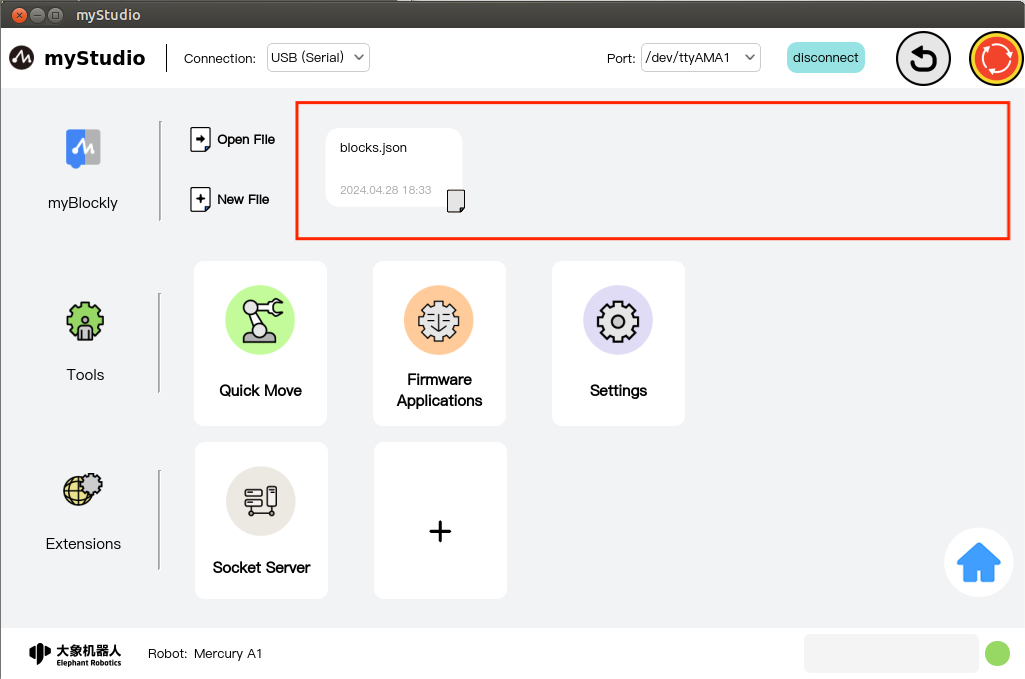 myStudio
myStudio
Connection:
USB (Serial)
Port:
/dev/ttyAMA1
disconnect
myBlockly
Open File
New File
blocks.json
2024.04.28 18:33
Tools
Quick Move
Firmware
Applications
Settings
Extensions
Socket Server
大象机器人
Elephant Robotics
Robot: Mercury A1